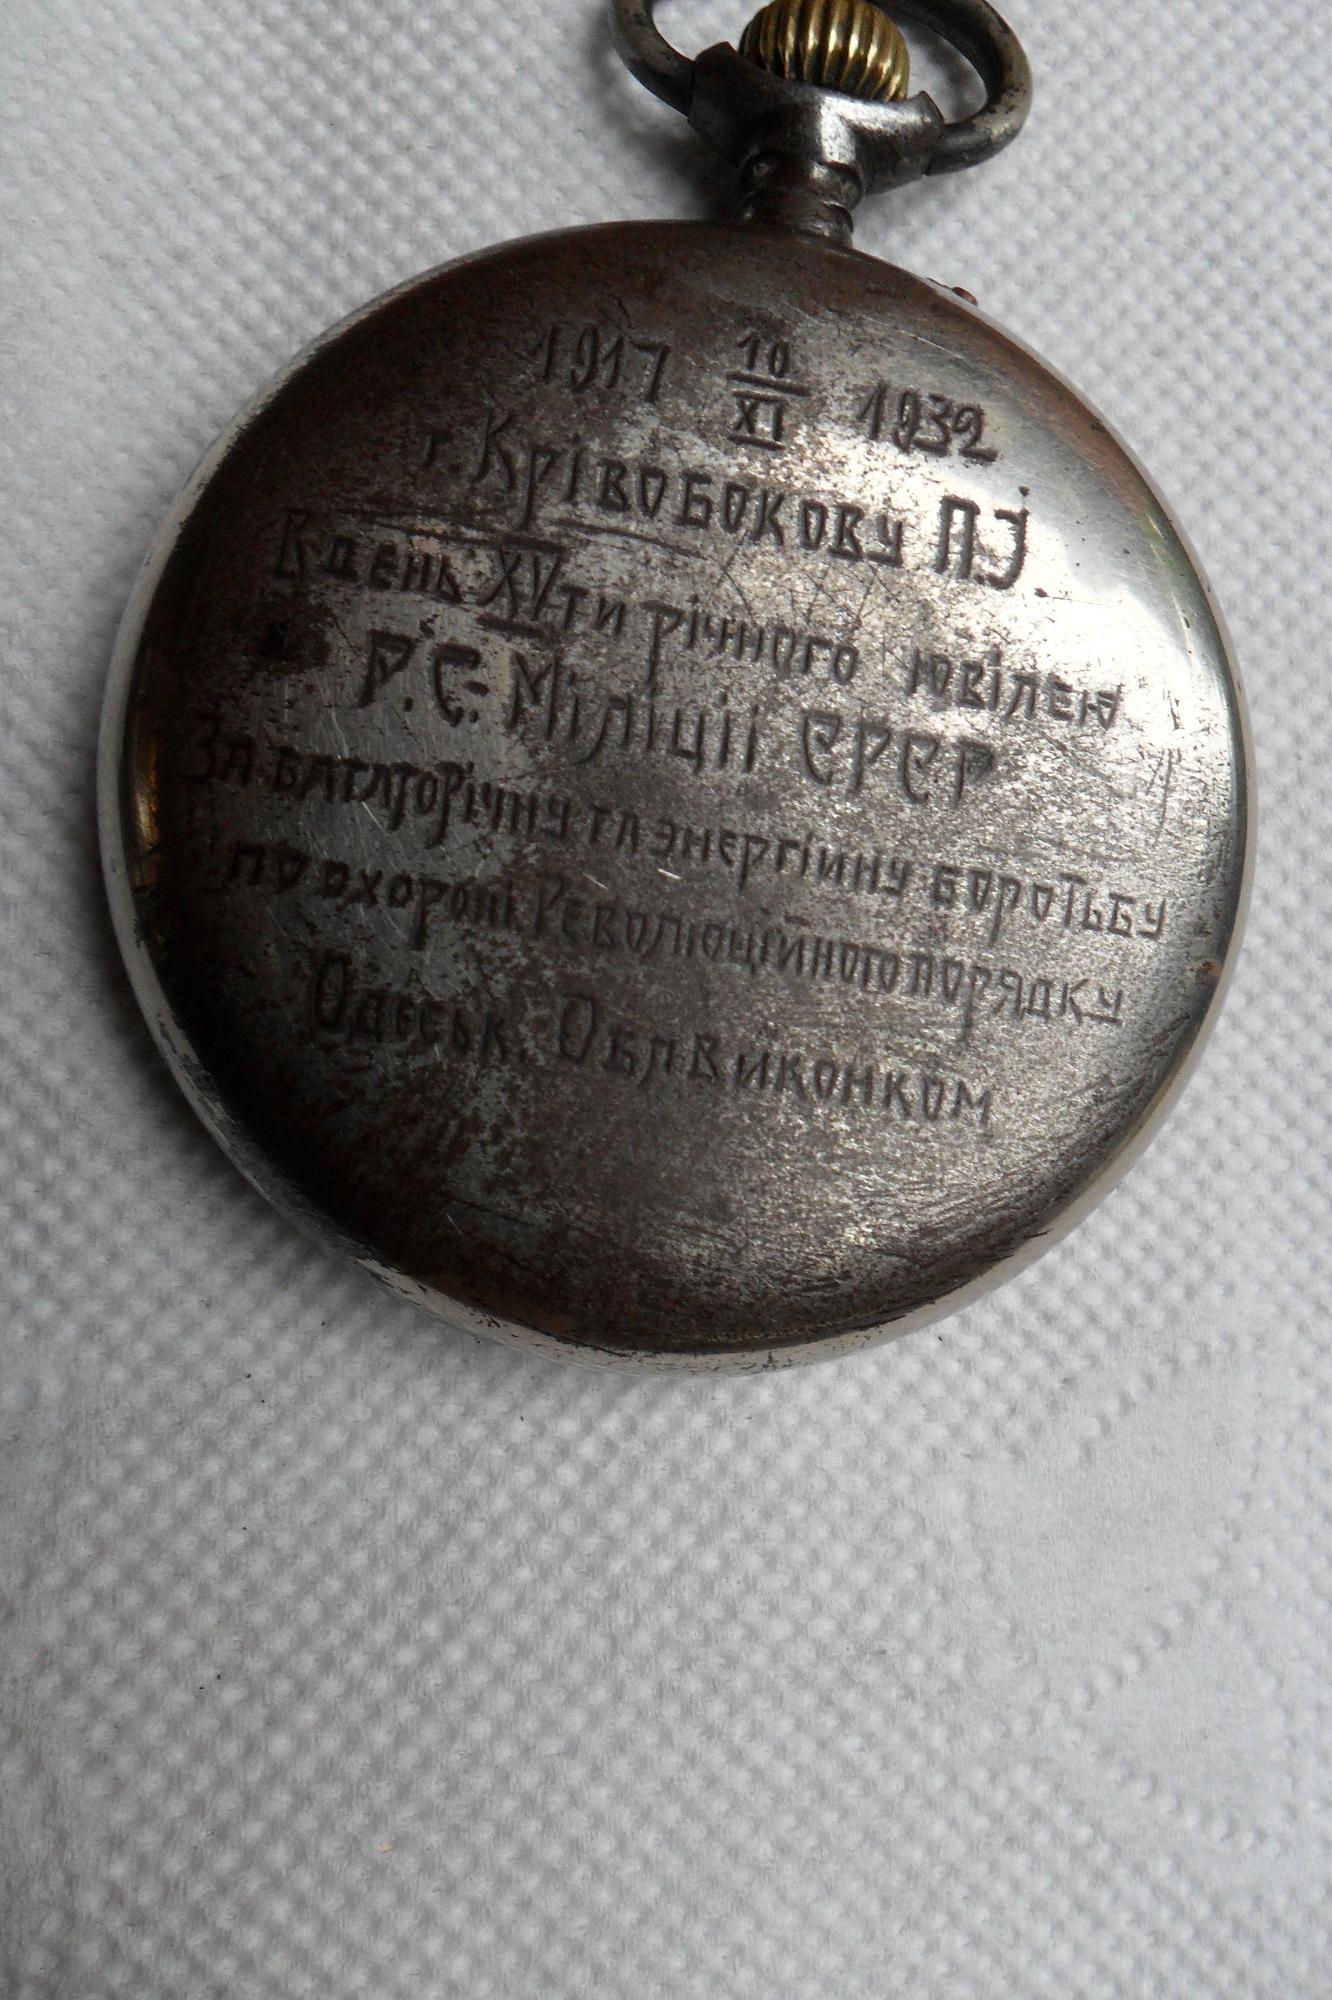 1917 10/XI 1932
т. Крівобокову П.І.
В день XV-ти річного ювілею
Р.С. Міліції ЄРСР
За багаторічну та энергійну боротьбу
по охороні Революційного порядку
Одеськ. ОблВиконком